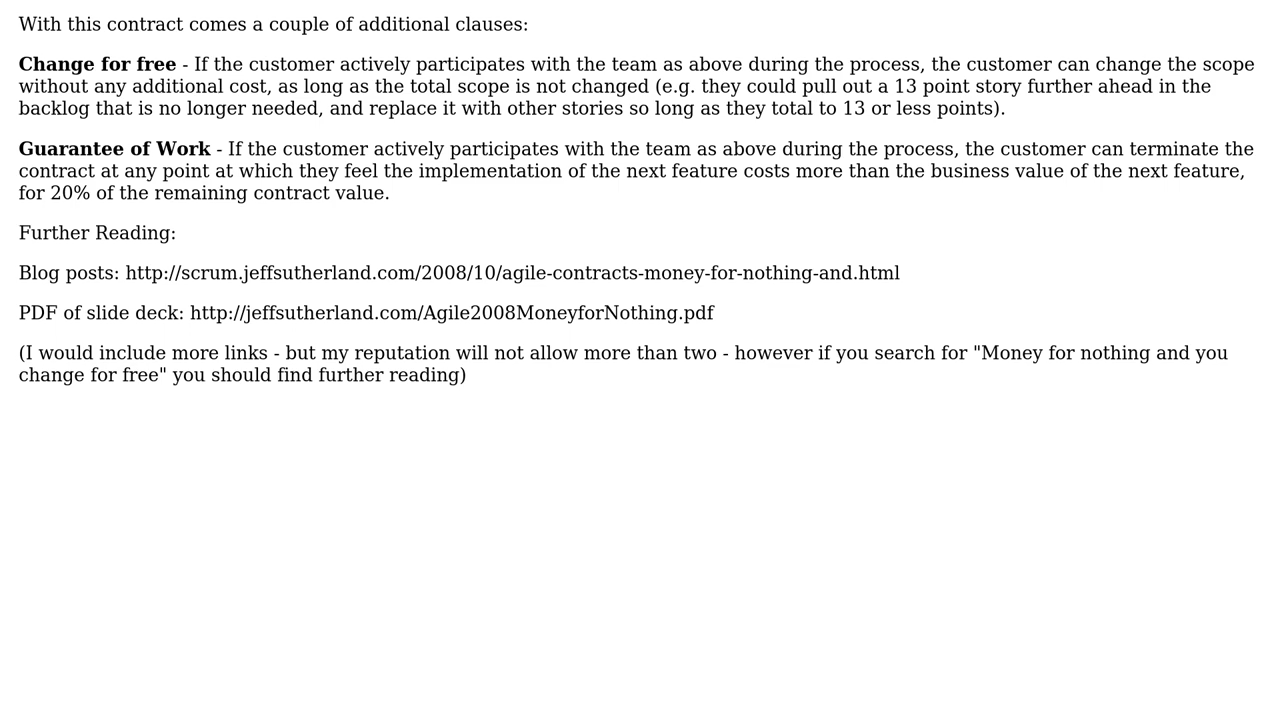 With this contract comes a couple of additional clauses:
Change for free - If the customer actively participates with the team as above during the process, the customer can change the scope
without any additional cost, as long as the total scope is not changed (e.g. they could pull out a 13 point story further ahead in the
backlog that is no longer needed, and replace it with other stories so long as they total to 13 or less points).
Guarantee of Work - If the customer actively participates with the team as above during the process, the customer can terminate the
contract at any point at which they feel the implementation of the next feature costs more than the business value of the next feature,
for 20% of the remaining contract value.
Further Reading:
Blog posts: http://scrum.jeffsutherland.com/2008/10/agile-contracts-money-for-nothing-and.html
PDF of slide deck: http://jeffsutherland.com/Agile2008MoneyforNothing.pdf
(I would include more links - but my reputation will not allow more than two - however if you search for "Money for nothing and you
change for free" you should find further reading)